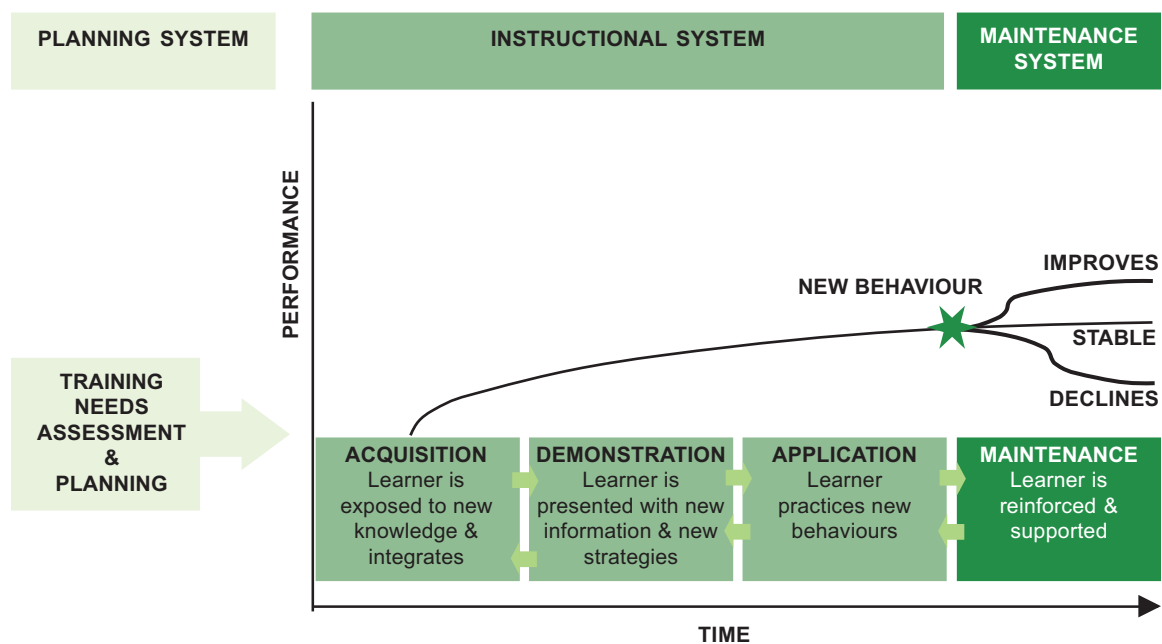 PLANNING SYSTEM
INSTRUCTIONAL SYSTEM
MAINTENANCE
SYSTEM
PERFORMANCE
NEW BEHAVIOUR
IMPROVES
STABLE
DECLINES
TRAINING
NEEDS
ASSESSMENT
&
PLANNING
ACQUISITION
Learner is
exposed to new
knowledge &
integrates
DEMONSTRATION
Learner is
presented with new
information & new
strategies
APPLICATION
Learner
practices new
behaviours
MAINTENANCE
Learner is
reinforced &
supported
TIME